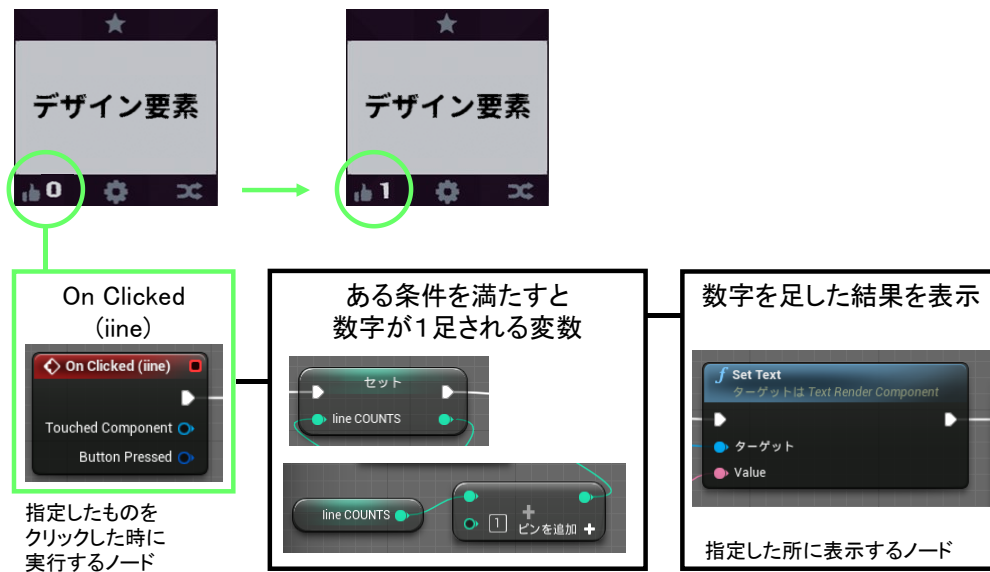 デザイン要素
0
デザイン要素
1
On Clicked
(iine)
On Clicked (iine)
Touched Component
Button Pressed
指定したものを
クリックした時に
実行するノード
ある条件を満たすと
数字が1足される変数
セット
Iine COUNTS
Iine COUNTS
1
ピンを追加
数字を足した結果を表示
f Set Text
ターゲットは Text Render Component
ターゲット
Value
指定した所に表示するノード